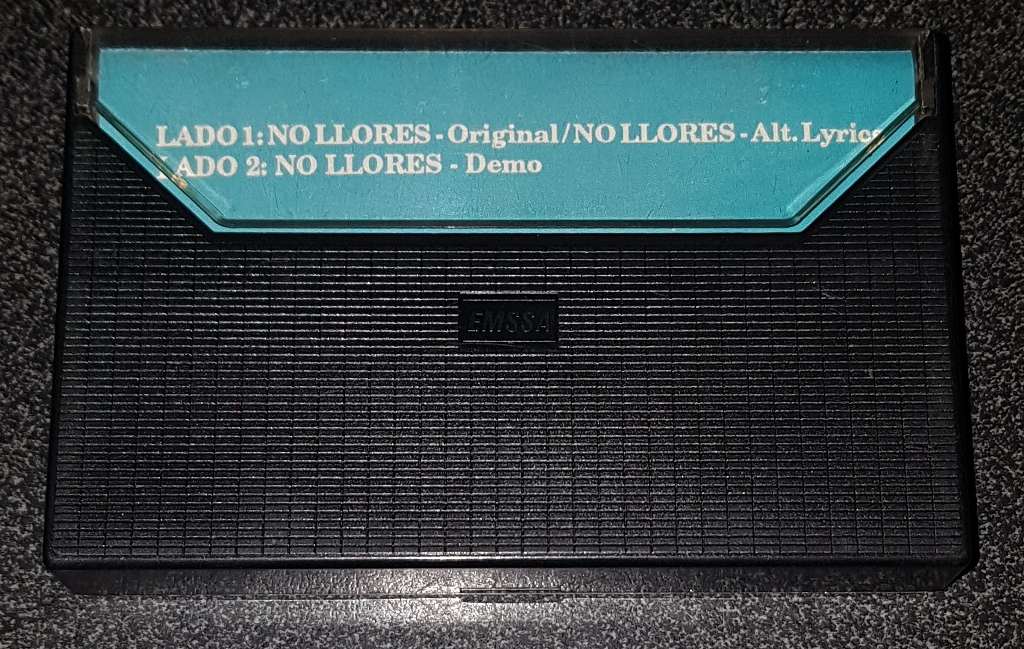 LADO 1: NO LLORES - Original/NO LLORES - Alt. Lyrics
LADO 2: NO LLORES - Demo
EMSSA